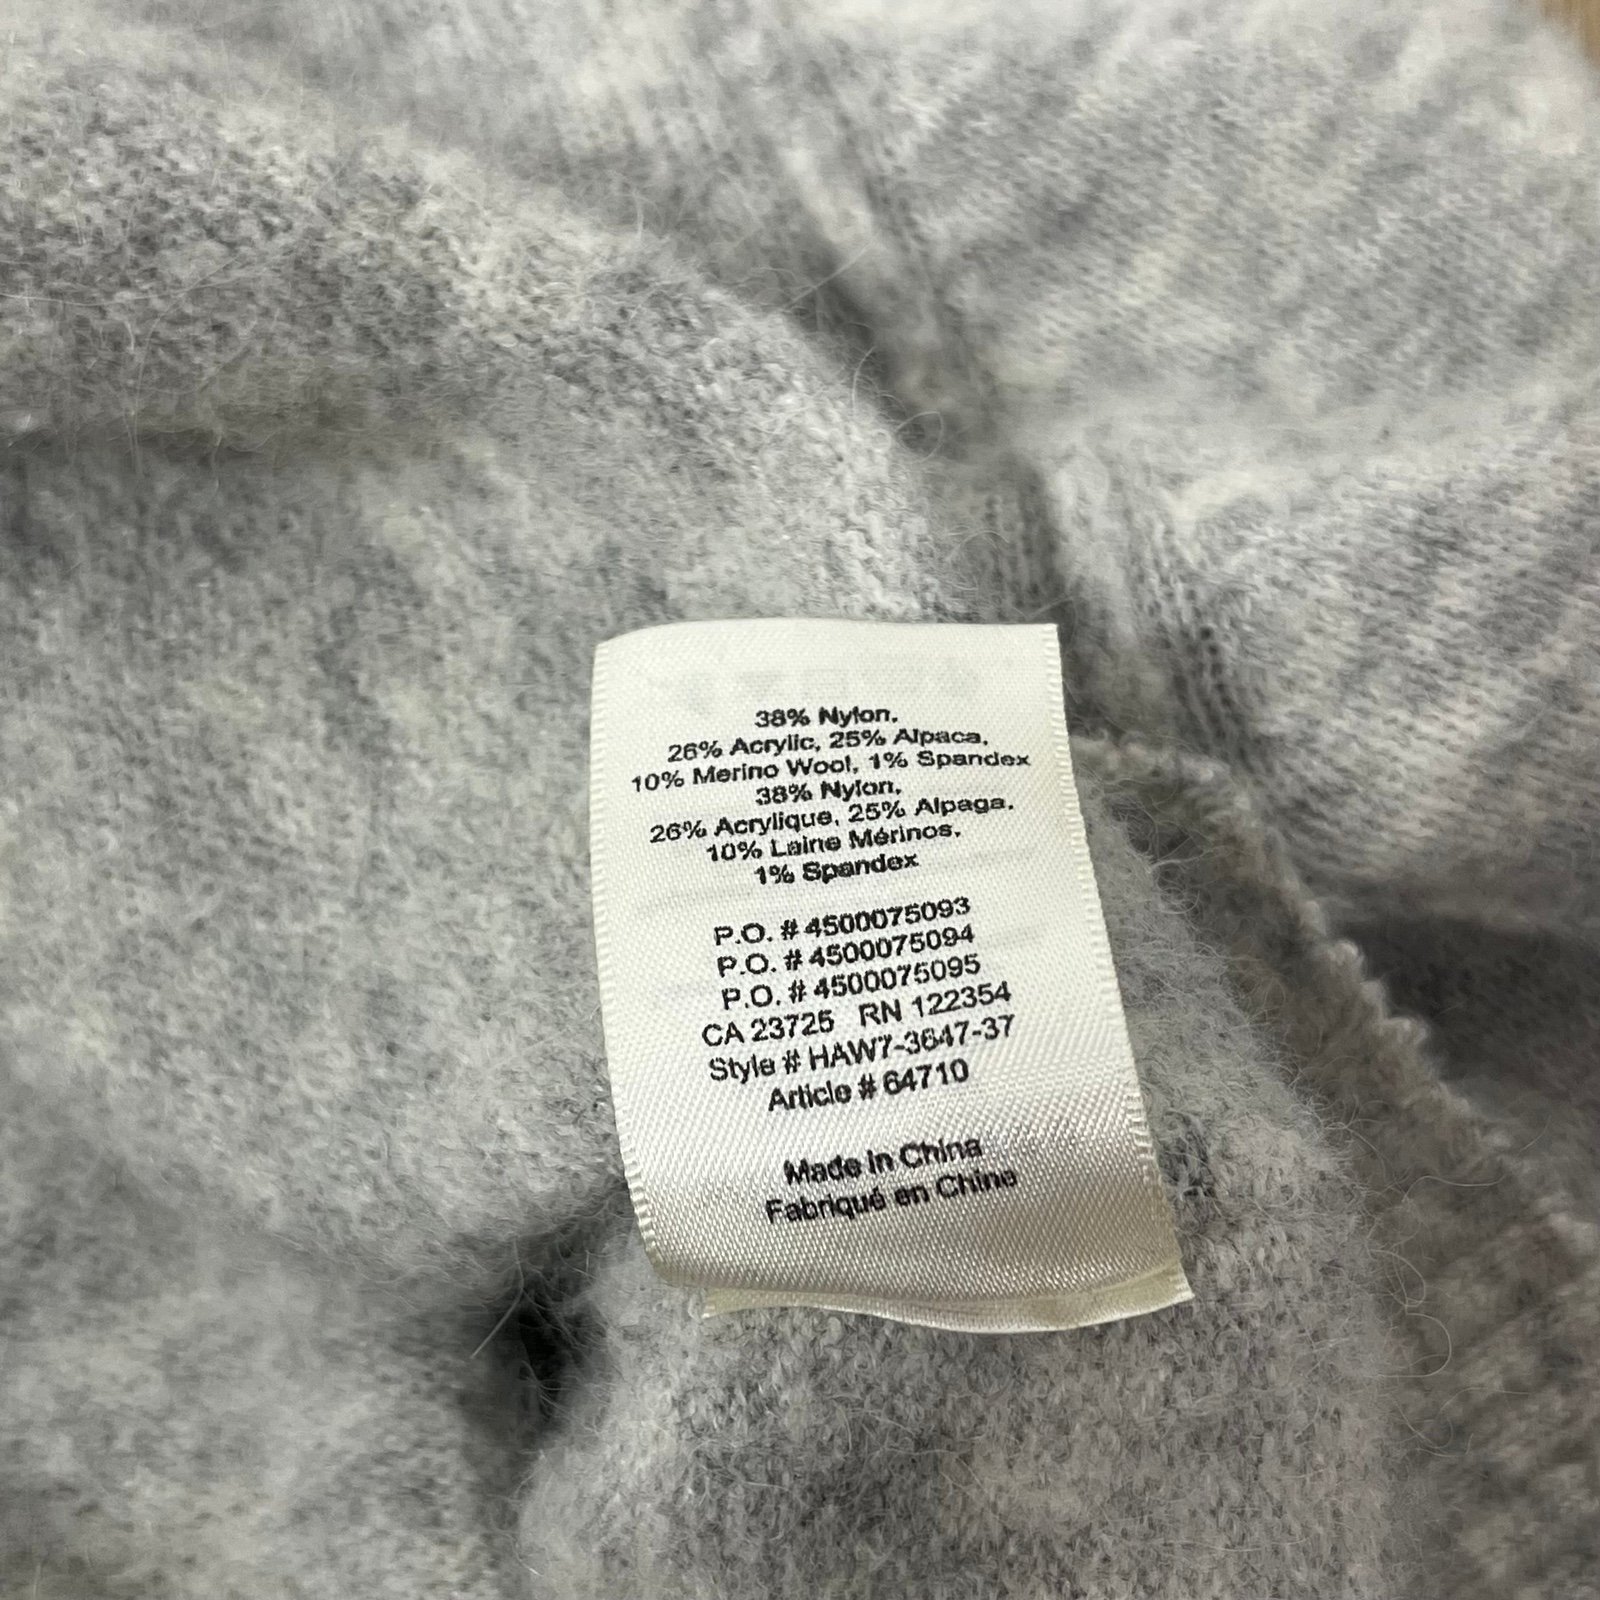 38% Nylon,
26% Acrylic, 25% Alpaca,
10% Merino Wool, 1% Spandex
38% Nylon,
26% Acrylique, 25% Alpaga,
10% Laine Mérinos,
1% Spandex
P.O. # 4500075093
P.O. # 4500075094
P.O. # 4500075095
CA 23725 RN 122354
Style # HAW7-3647-37
Article # 64710
Made in China
Fabriqué en Chine